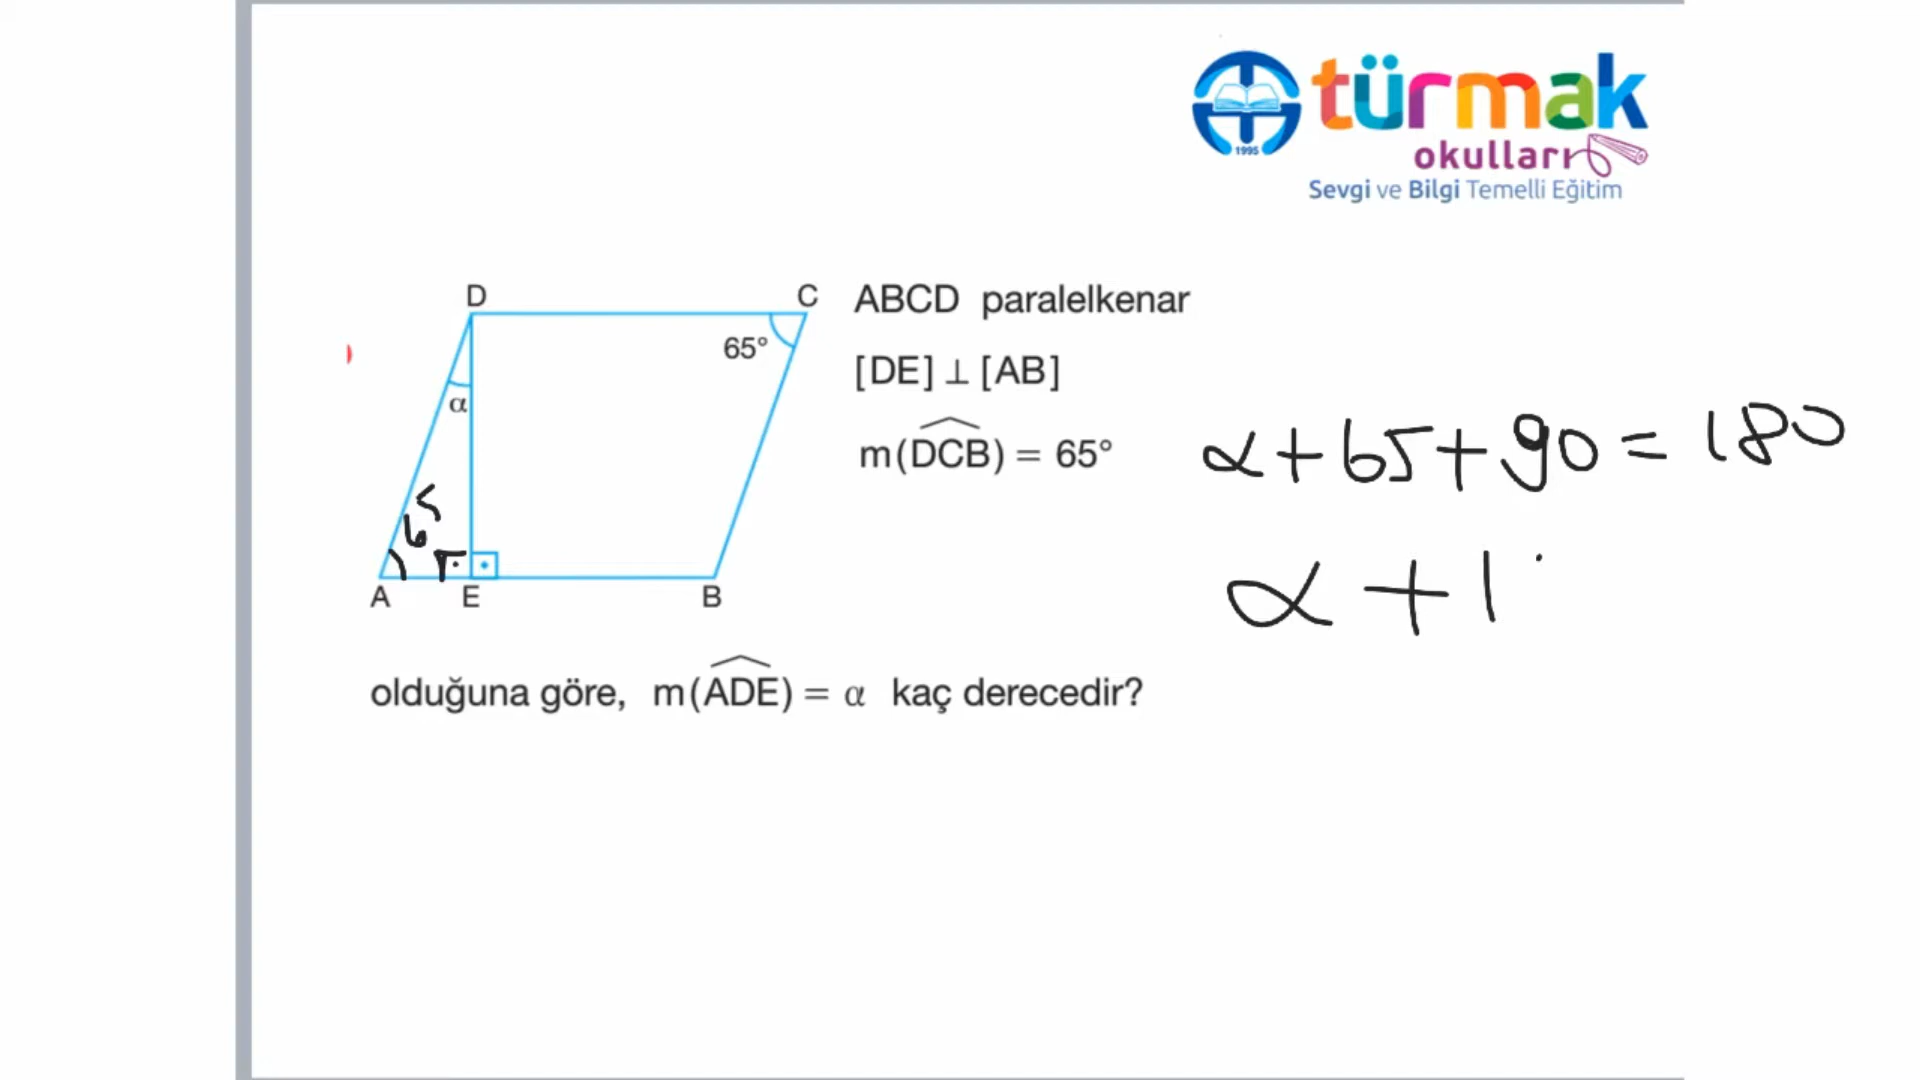 1995
türmak
okulları
Sevgi ve Bilgi Temelli Eğitim
D
C
65°
α
65
A
E
B
ABCD paralelkenar
[DE] ⊥ [AB]
m(DCB) = 65°
α + 65 + 90 = 180
α + 1
olduğuna göre, m(ADE) = α kaç derecedir?